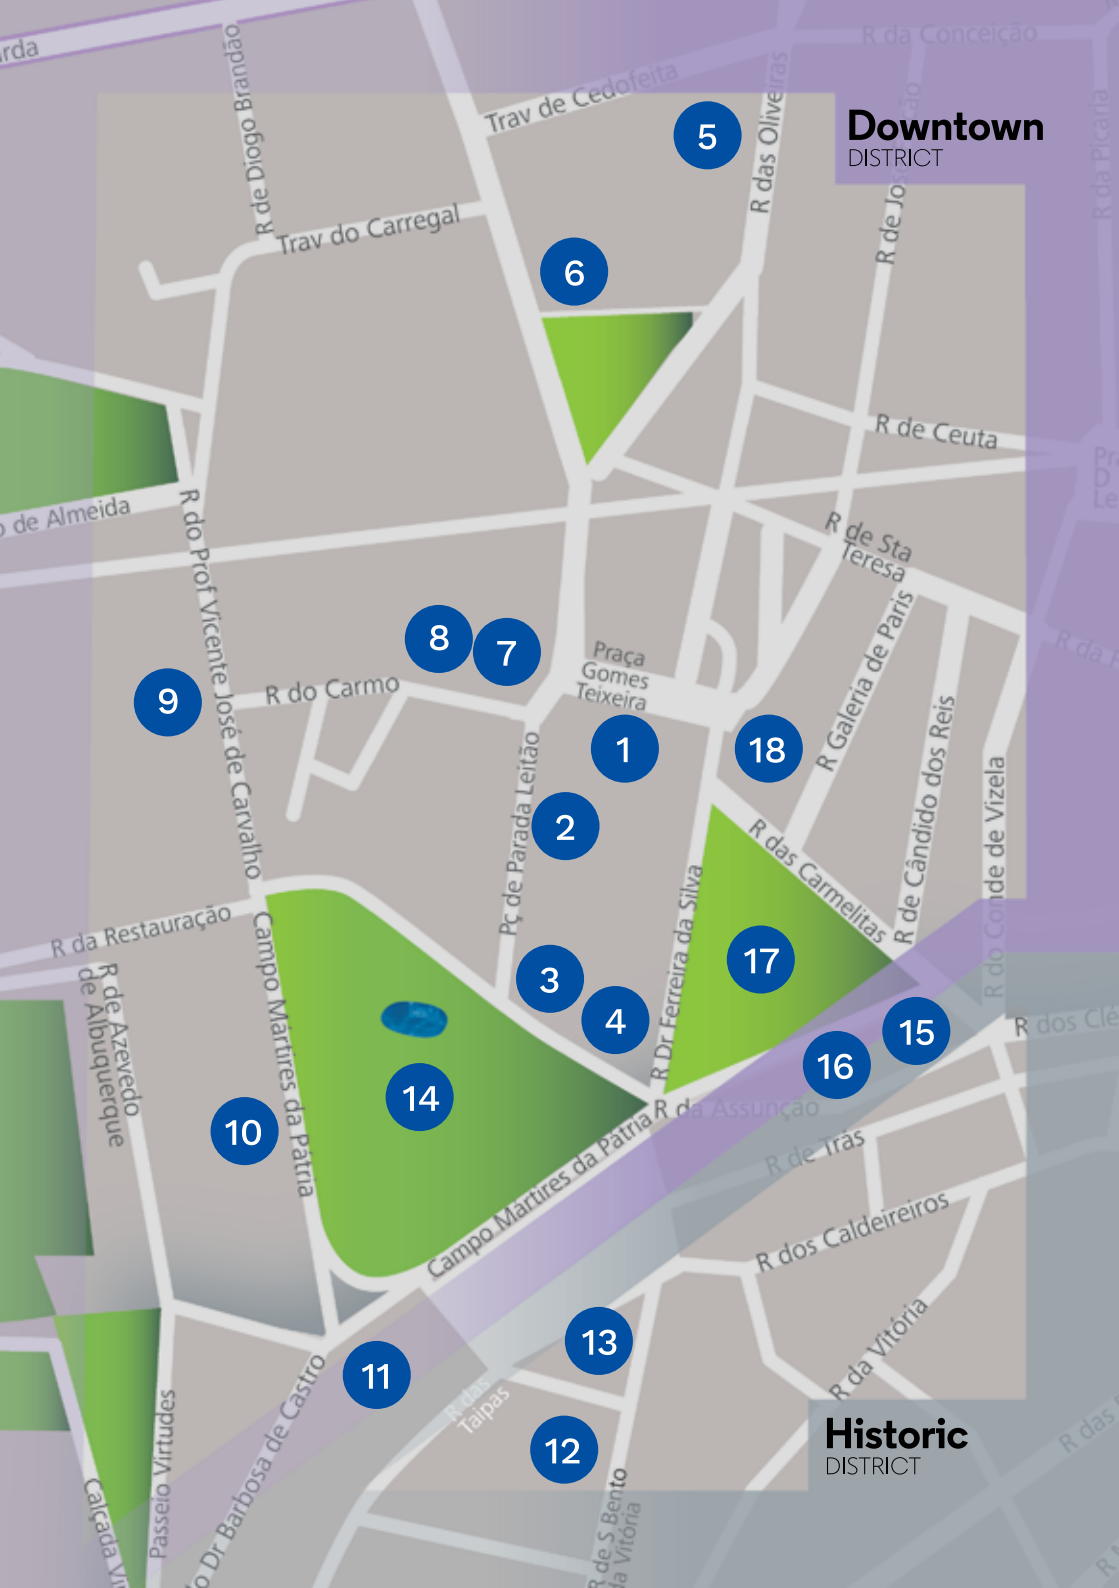 R da Conceição
Trav de Cedofeita
R de Diogo Brandão
R das Oliveiras
Downtown
DISTRICT
R da Picaria
5
Trav do Carregal
6
R de Ceuta
o de Almeida
R do Prof Vicente José de Carvalho
R de Sta
Teresa
8
7
Praça
Gomes
Teixeira
R Galeria de Paris
9
R do Carmo
1
18
Pç de Parada Leitão
2
R de Cândido dos Reis
R do Conde de Vizela
R das Carmelitas
R da Restauração
R Dr Ferreira da Silva
3
17
4
R de Azevedo
de Albuquerque
Campo Mártires da Pátria
14
15
R dos Clé
16
10
R da Assunção
R de Trás
Campo Mártires da Pátria
R dos Caldeireiros
13
11
R da Vitória
R das
Taipas
12
Historic
DISTRICT
R das
Passeio Virtudes
o Dr Barbosa de Castro
R de S Bento
da Vitória